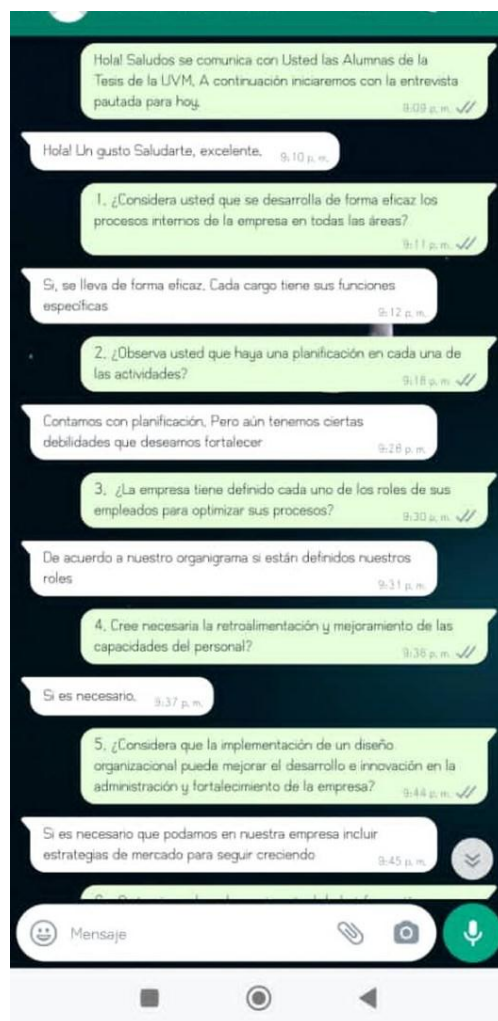 Hola! Saludos se comunica con Usted las Alumnas de la
Tesis de la UVM, A continuación iniciaremos con la entrevista
pautada para hoy.
9:09 p. m.
Hola! Un gusto Saludarte, excelente.
9:10 p. m.
1. ¿Considera usted que se desarrolla de forma eficaz los
procesos internos de la empresa en todas las áreas?
9:11 p. m.
Si, se lleva de forma eficaz. Cada cargo tiene sus funciones
específicas
9:12 p. m.
2. ¿Observa usted que haya una planificación en cada una de
las actividades?
9:18 p. m.
Contamos con planificación, Pero aún tenemos ciertas
debilidades que deseamos fortalecer
9:26 p. m.
3. ¿La empresa tiene definido cada uno de los roles de sus
empleados para optimizar sus procesos?
9:30 p. m.
De acuerdo a nuestro organigrama si están definidos nuestros
roles
9:31 p. m.
4. Cree necesaria la retroalimentación y mejoramiento de las
capacidades del personal?
9:36 p. m.
Si es necesario.
9:37 p. m.
5. ¿Considera que la implementación de un diseño
organizacional puede mejorar el desarrollo e innovación en la
administración y fortalecimiento de la empresa?
9:44 p. m.
Si es necesario que podamos en nuestra empresa incluir
estrategias de mercado para seguir creciendo
9:45 p. m.
Mensaje